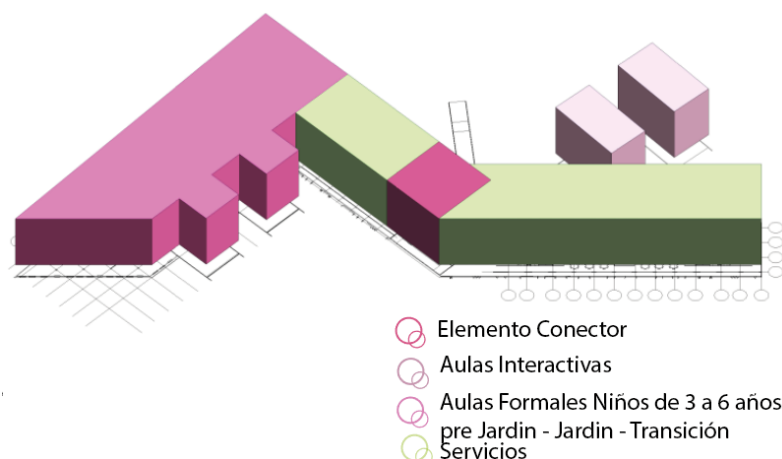 Elemento Conector
Aulas Interactivas
Aulas Formales Niños de 3 a 6 años
pre Jardin - Jardin - Transición
Servicios